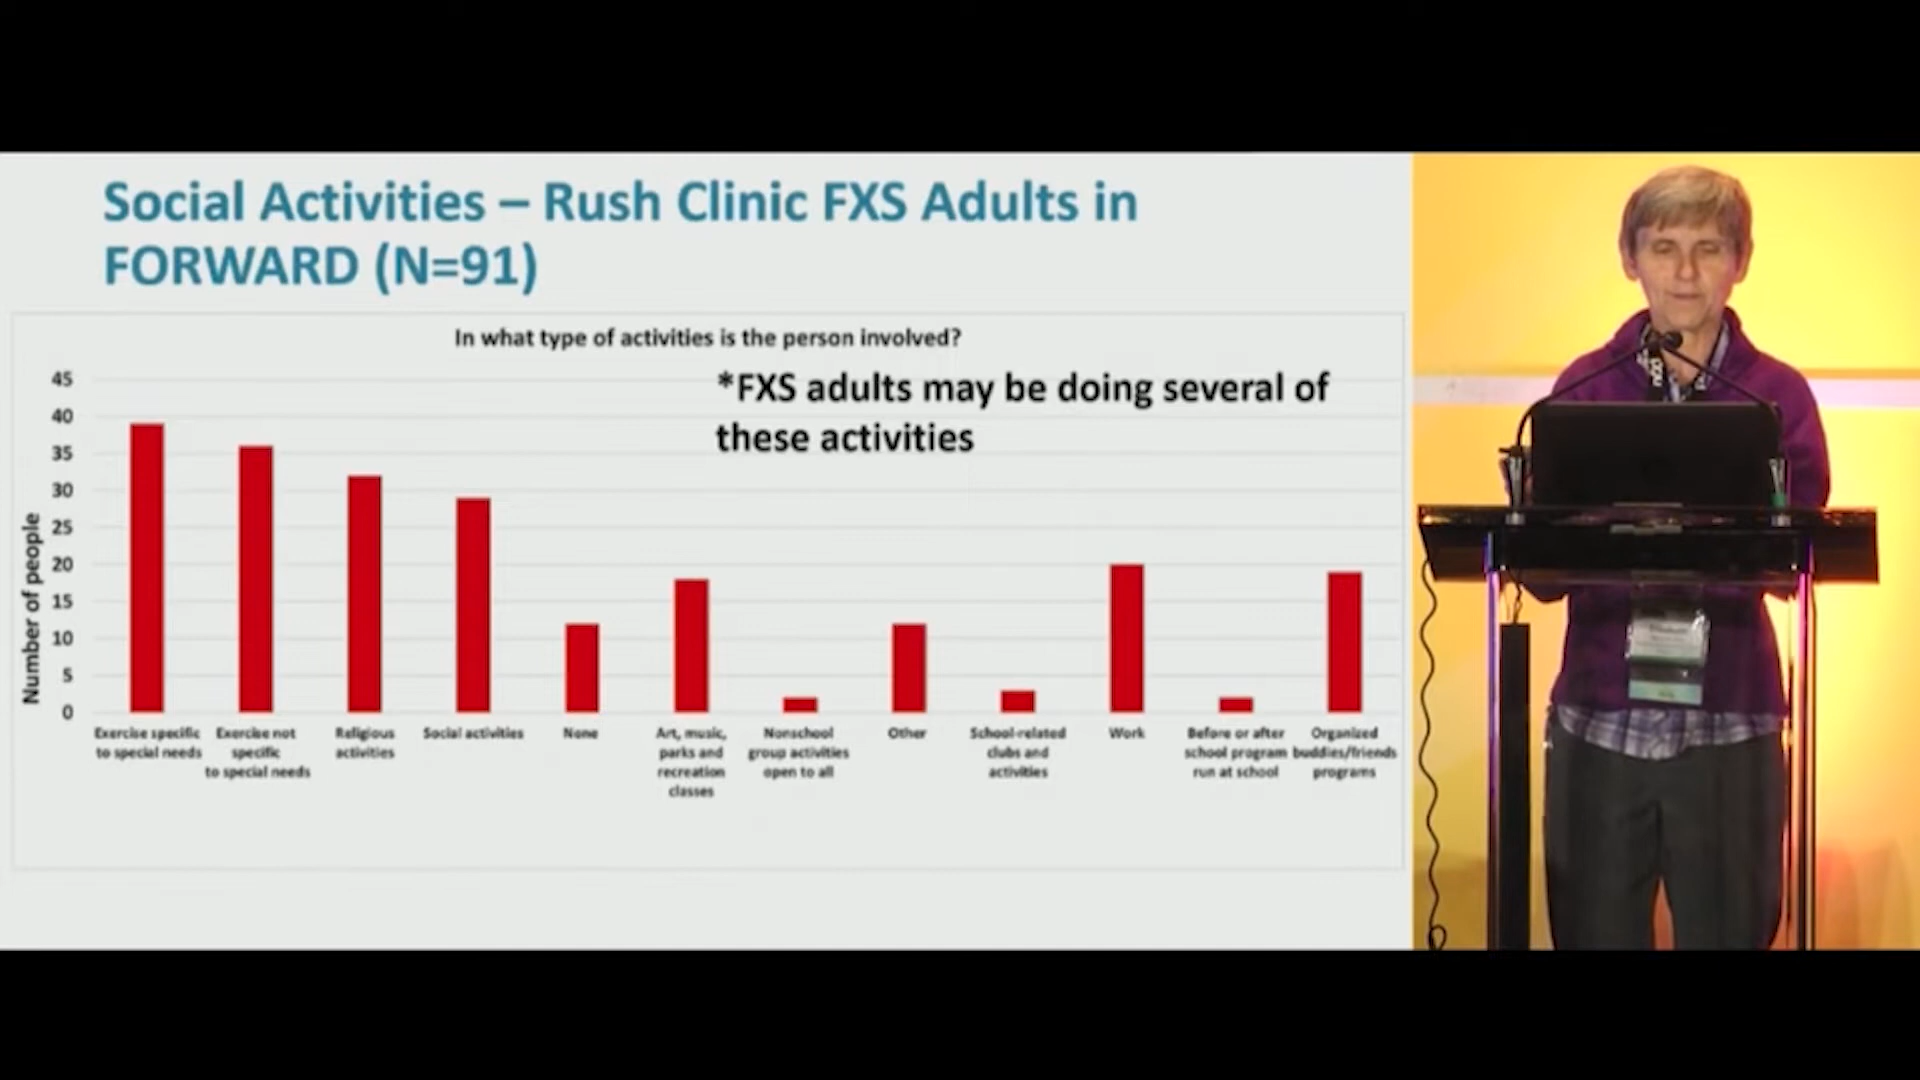 Social Activities – Rush Clinic FXS Adults in
FORWARD (N=91)
In what type of activities is the person involved?
*FXS adults may be doing several of
these activities
Number of people
45
40
35
30
25
20
15
10
5
0
Exercise specific
to special needs
Exercise not
specific
to special needs
Religious
activities
Social activities
None
Art, music,
parks and
recreation
classes
Nonschool
group activities
open to all
Other
School-related
clubs and
activities
Work
Before or after
school program
run at school
Organized
buddies/friends
programs